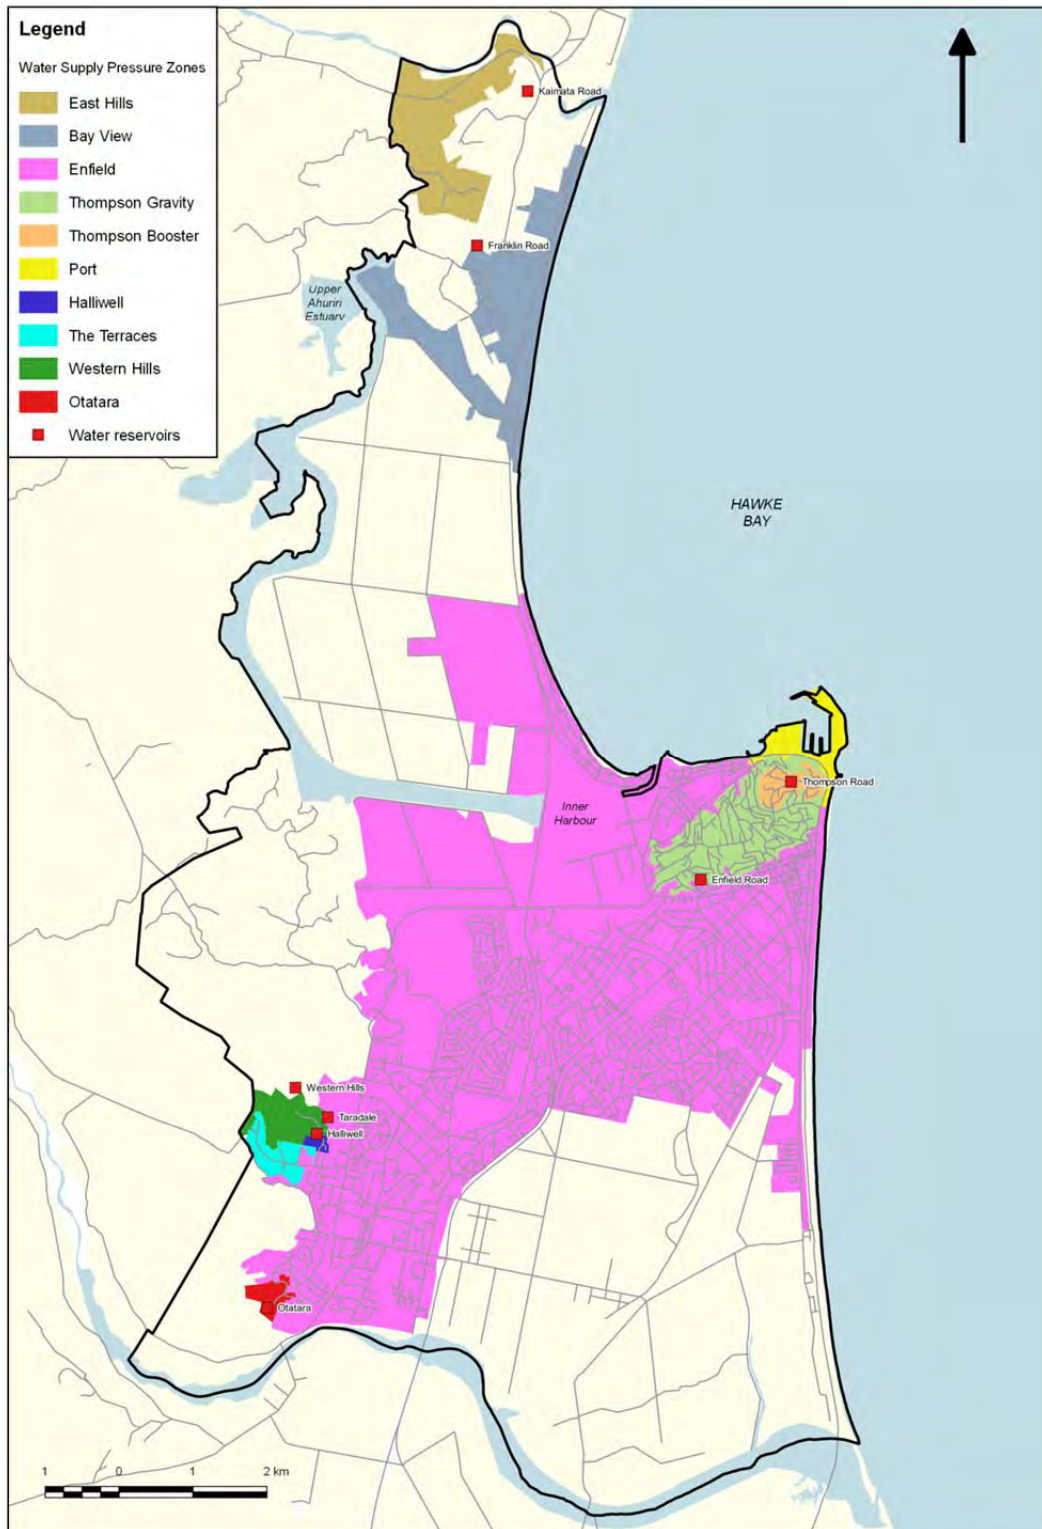 Legend
Water Supply Pressure Zones
East Hills
Bay View
Enfield
Thompson Gravity
Thompson Booster
Port
Halliwell
The Terraces
Western Hills
Otatara
Water reservoirs
Kaimata Road
Franklin Road
Upper
Ahuriri
Estuary
HAWKE
BAY
Thompson Road
Inner
Harbour
Enfield Road
Western Hills
Taradale
Halliwell
Otatara
1 0 1 2 km